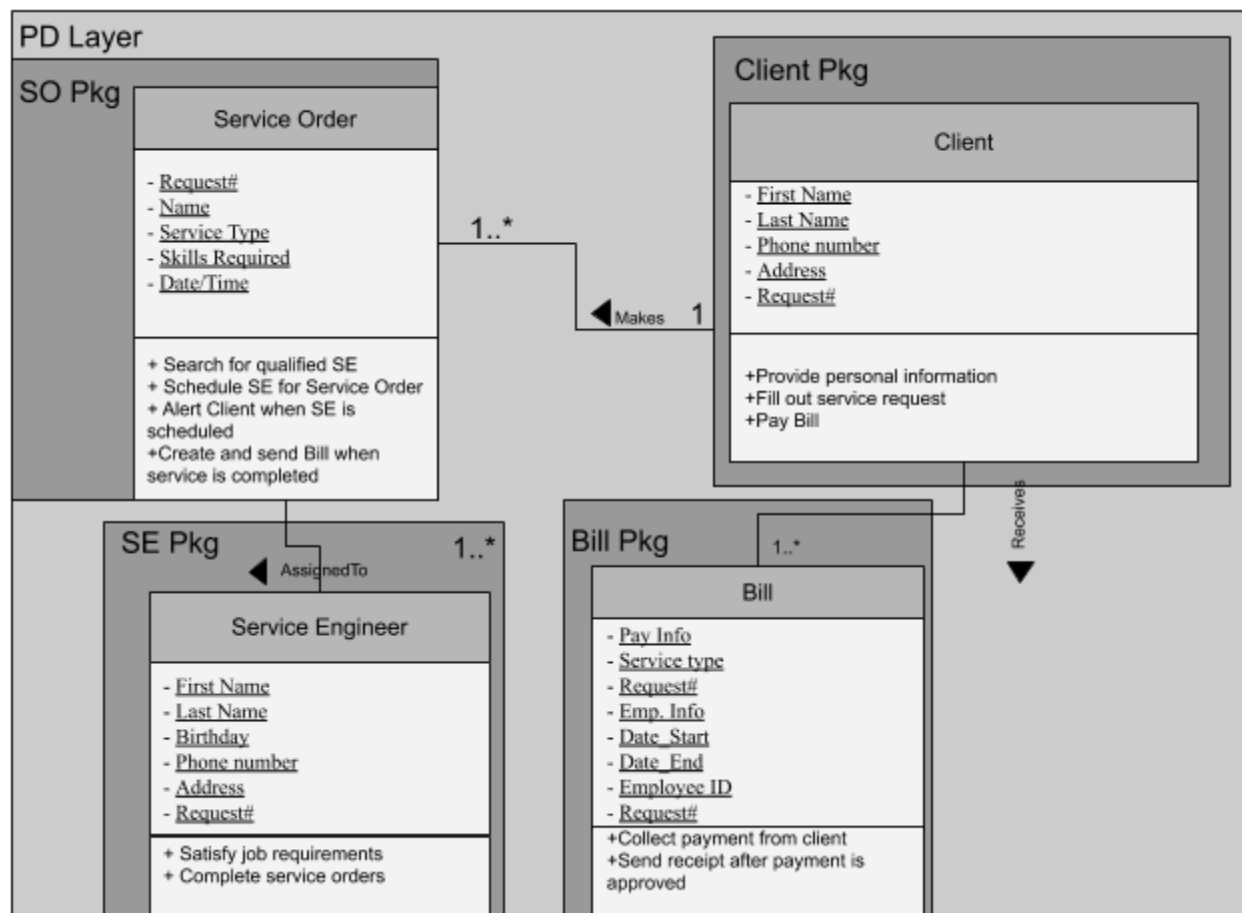 PD Layer
SO Pkg
Service Order
- Request#
- Name
- Service Type
- Skills Required
- Date/Time
+ Search for qualified SE
+ Schedule SE for Service Order
+ Alert Client when SE is
scheduled
+Create and send Bill when
service is completed
1..*
Makes
1
Client Pkg
Client
- First Name
- Last Name
- Phone number
- Address
- Request#
+Provide personal information
+Fill out service request
+Pay Bill
Receives
SE Pkg
1..*
AssignedTo
Service Engineer
- First Name
- Last Name
- Birthday
- Phone number
- Address
- Request#
+ Satisfy job requirements
+ Complete service orders
Bill Pkg
1..*
Bill
- Pay Info
- Service type
- Request#
- Emp. Info
- Date_Start
- Date_End
- Employee ID
- Request#
+Collect payment from client
+Send receipt after payment is
approved